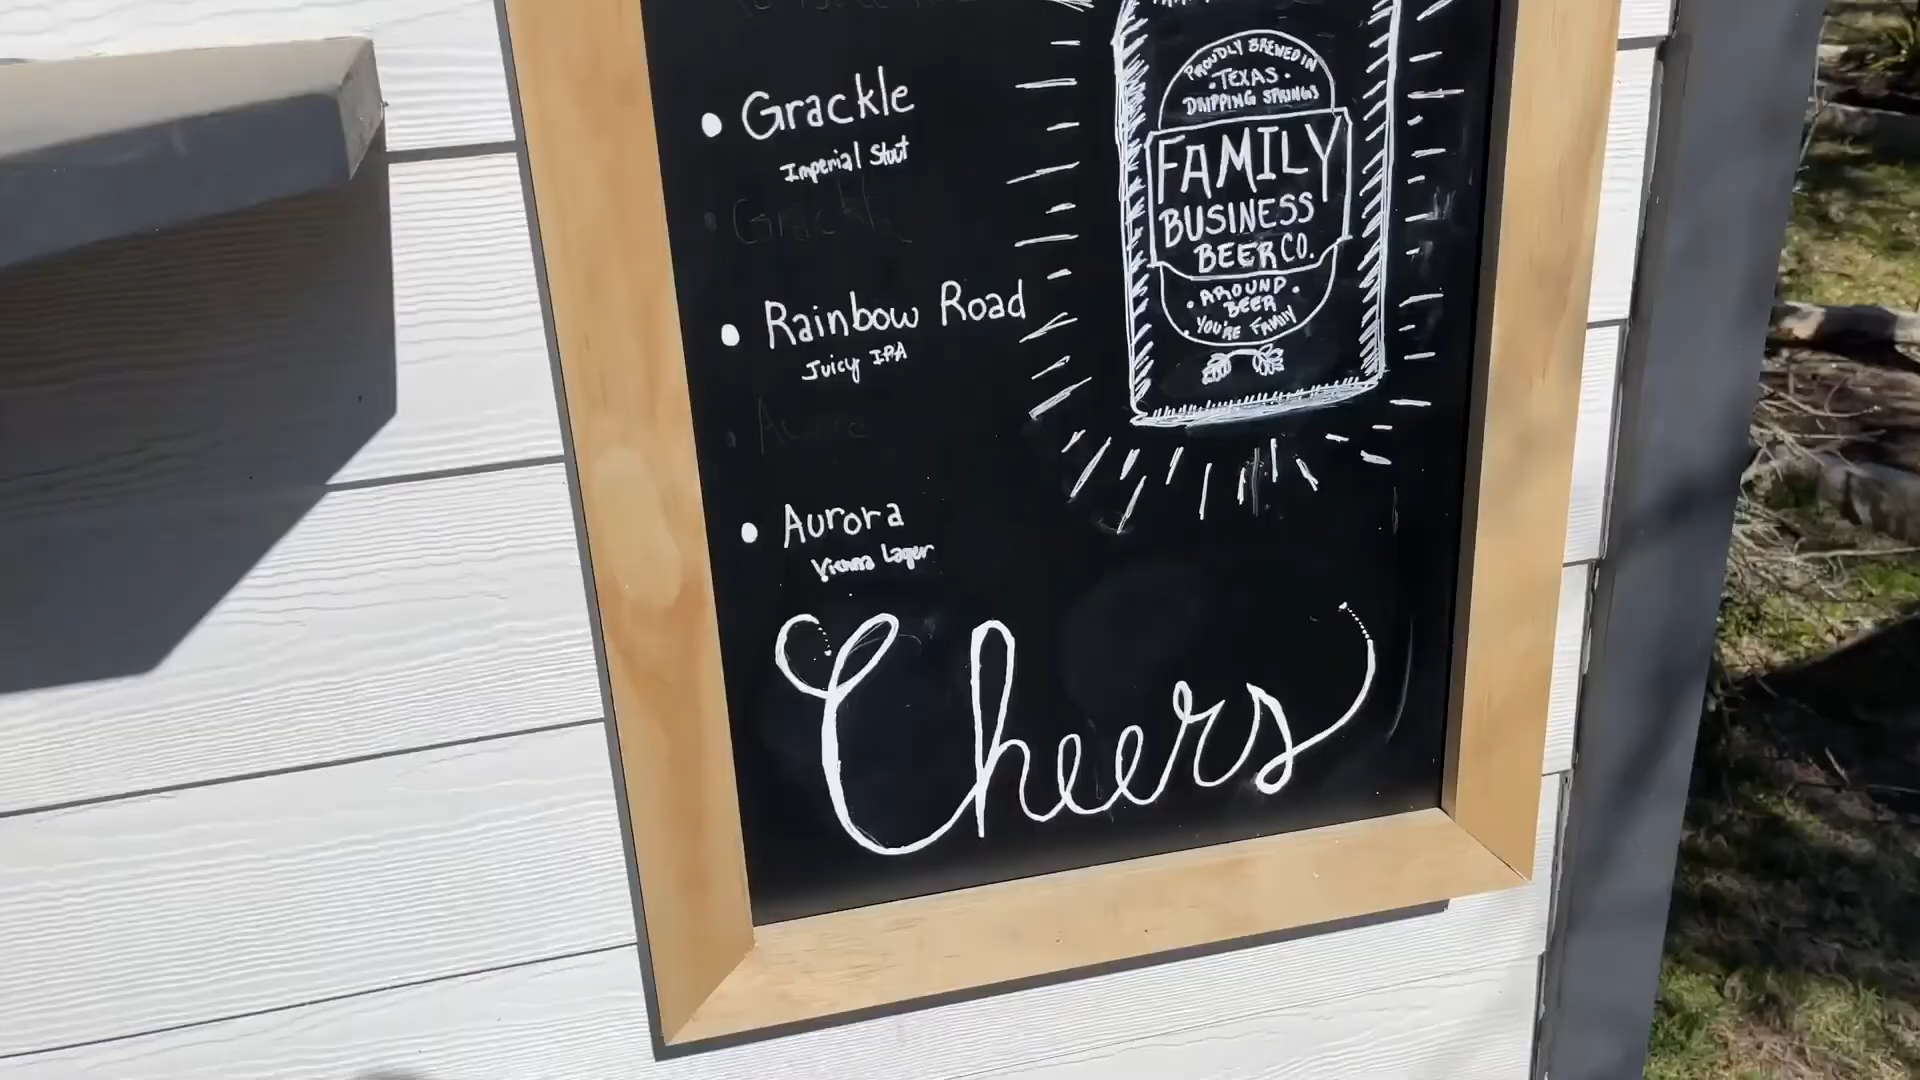 • Grackle
Imperial Stout
Grackle
• Rainbow Road
Juicy IPA
• Aurora
Vienna Lager
Cheers
PROUDLY BREWED IN
• TEXAS •
DRIPPING SPRINGS
FAMILY
BUSINESS
BEER CO.
• AROUND •
BEER
• YOU'RE FAMILY